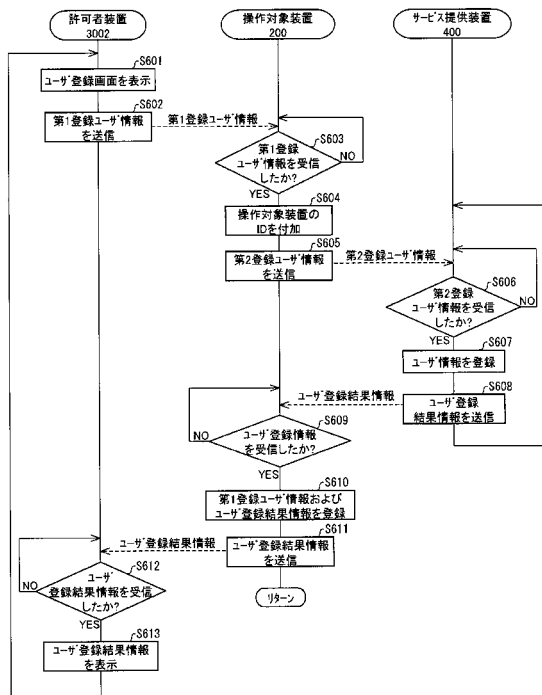 許可者装置
3002
操作対象装置
200
サービス提供装置
400
S601
ユーザ登録画面を表示
S602
第1登録ユーザ情報
を送信
第1登録ユーザ情報
S603
第1登録
ユーザ情報を受信
したか?
NO
YES
S604
操作対象装置の
IDを付加
S605
第2登録ユーザ情報
を送信
第2登録ユーザ情報
S606
第2登録
ユーザ情報を受信
したか?
NO
YES
S607
ユーザ情報を登録
S608
ユーザ登録
結果情報を送信
ユーザ登録結果情報
S609
ユーザ登録情報
を受信したか?
NO
YES
S610
第1登録ユーザ情報および
ユーザ登録結果情報を登録
S611
ユーザ登録結果情報
を送信
ユーザ登録結果情報
リターン
S612
ユーザ
登録結果情報を受信
したか?
NO
YES
S613
ユーザ登録結果情報
を表示